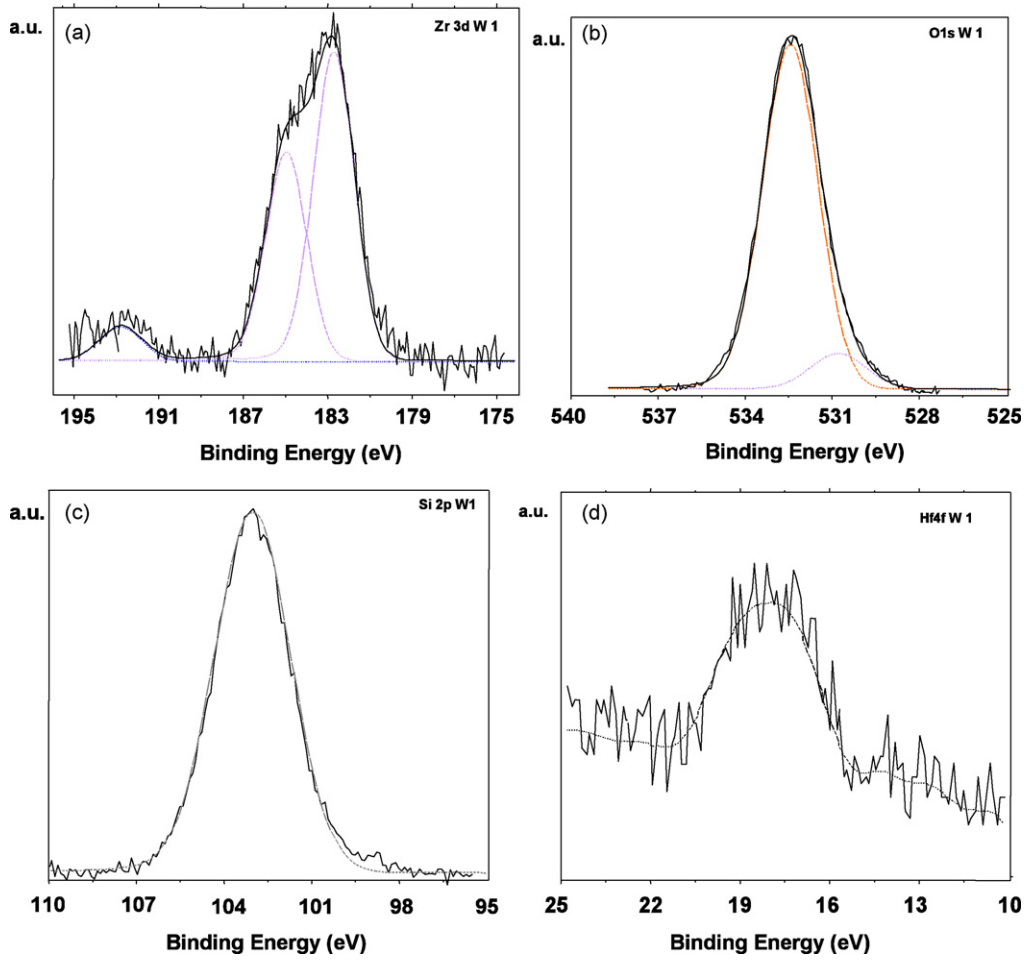 a.u.
(a)
Zr 3d W 1
195 191 187 183 179 175
Binding Energy (eV)
a.u.
(b)
O1s W 1
540 537 534 531 528 525
Binding Energy (eV)
a.u.
(c)
Si 2p W1
110 107 104 101 98 95
Binding Energy (eV)
a.u.
(d)
Hf4f W 1
25 22 19 16 13 10
Binding Energy (eV)